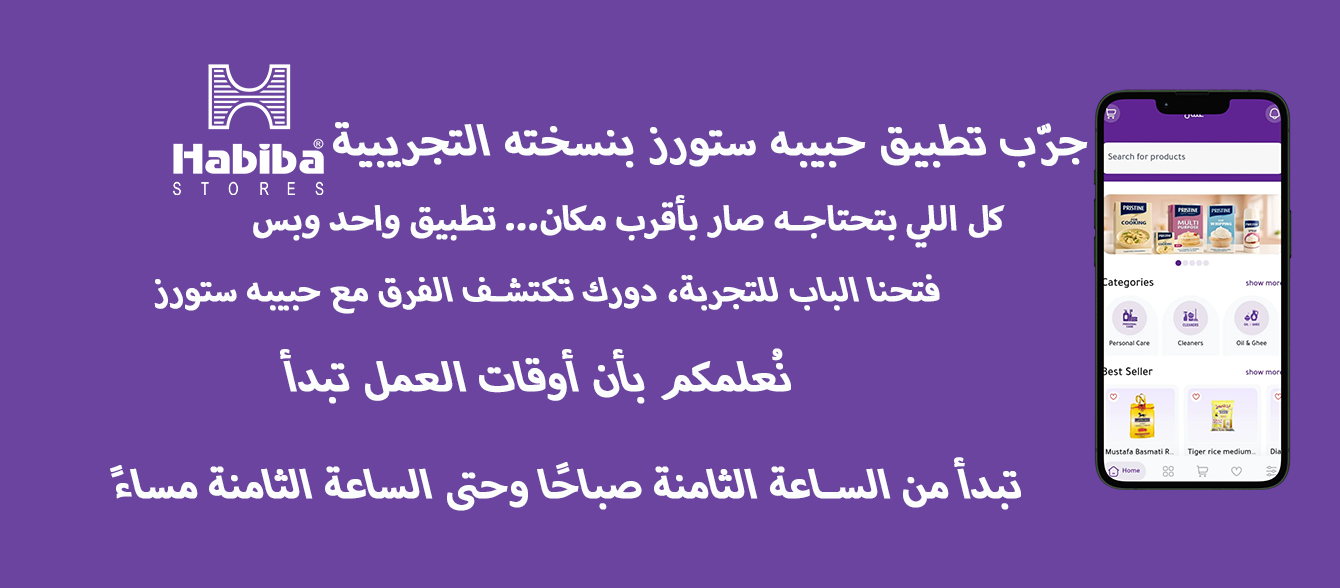 Habiba®
STORES
جرّب تطبيق حبيبه ستورز بنسخته التجريبية
كل اللي بتحتاجـه صار بأقرب مكان... تطبيق واحد وبس
فتحنا الباب للتجربة، دورك تكتشـف الفرق مع حبيبه ستورز
نُعلمكم بأن أوقات العمل تبدأ
تبدأ من السـاعة الثامنة صباحًا وحتى الساعة الثامنة مساءً
Search for products
PRISTINE PRISTINE PRISTINE PRISTINE
COOKING MULTI PURPOSE WHIPPING
Categories show more
Personal Care Cleaners Oil & Ghee
Best Seller show more
Mustafa Basmati R... Tiger rice medium... Dia
Home